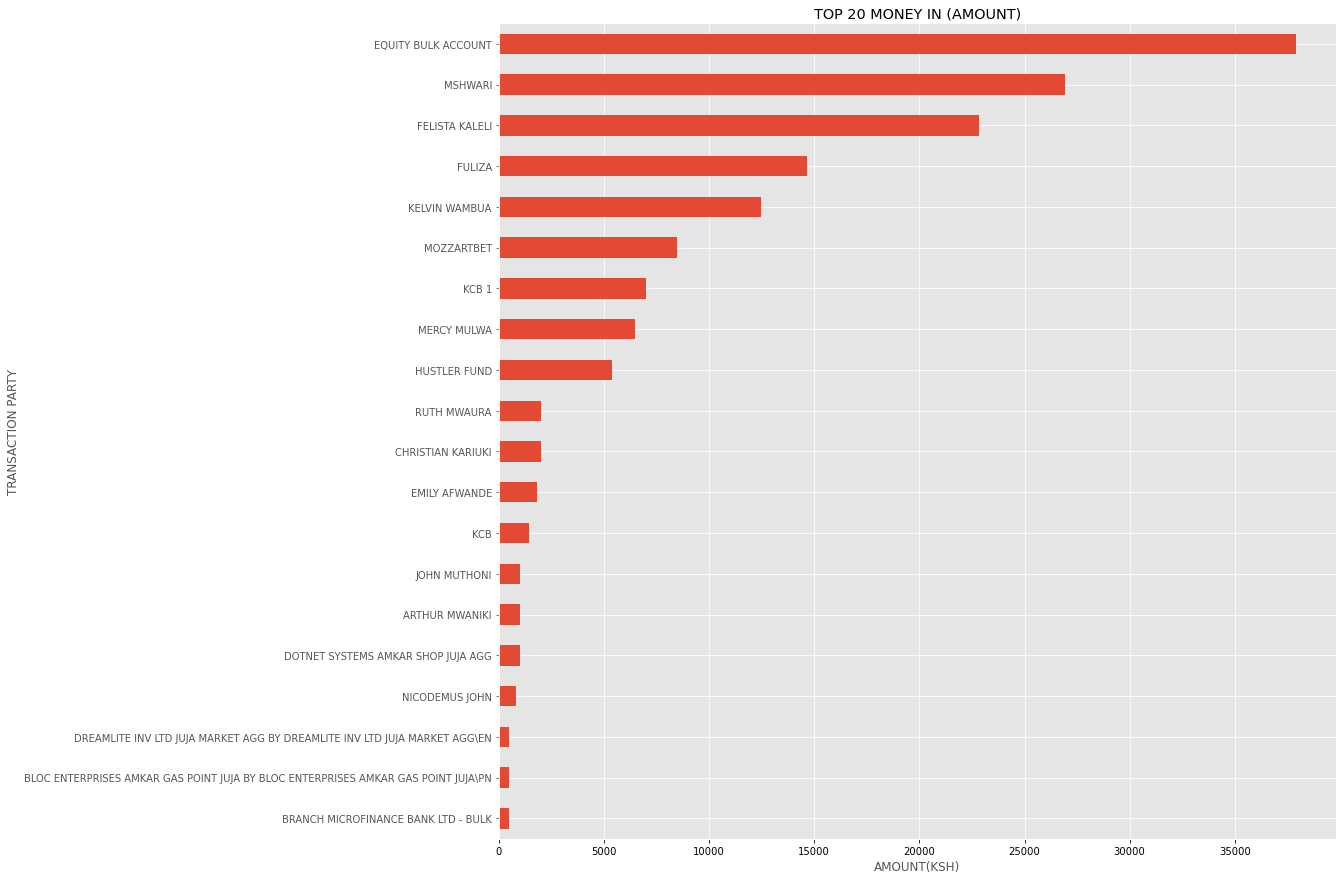 TOP 20 MONEY IN (AMOUNT)
EQUITY BULK ACCOUNT
MSHWARI
FELISTA KALELI
FULIZA
KELVIN WAMBUA
MOZZARTBET
KCB 1
MERCY MULWA
HUSTLER FUND
RUTH MWAURA
CHRISTIAN KARIUKI
EMILY AFWANDE
KCB
JOHN MUTHONI
ARTHUR MWANIKI
DOTNET SYSTEMS AMKAR SHOP JUJA AGG
NICODEMUS JOHN
DREAMLITE INV LTD JUJA MARKET AGG BY DREAMLITE INV LTD JUJA MARKET AGG\EN
BLOC ENTERPRISES AMKAR GAS POINT JUJA BY BLOC ENTERPRISES AMKAR GAS POINT JUJA\PN
BRANCH MICROFINANCE BANK LTD - BULK
TRANSACTION PARTY
0 5000 10000 15000 20000 25000 30000 35000
AMOUNT(KSH)